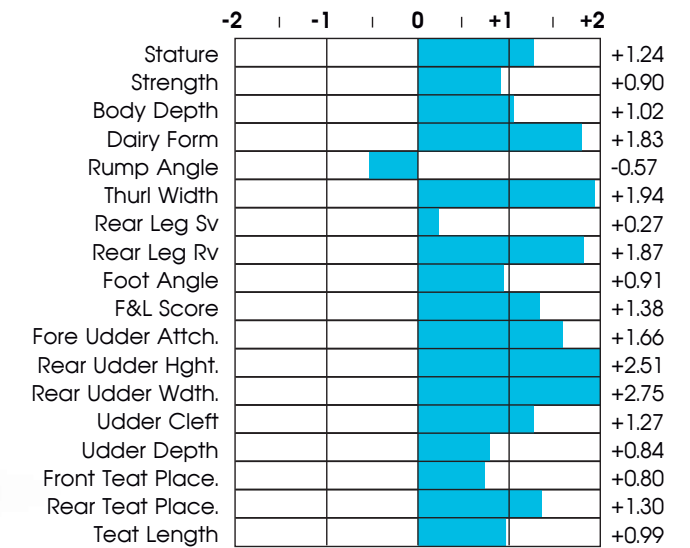 -2 -1 0 +1 +2
Stature +1.24
Strength +0.90
Body Depth +1.02
Dairy Form +1.83
Rump Angle -0.57
Thurl Width +1.94
Rear Leg Sv +0.27
Rear Leg Rv +1.87
Foot Angle +0.91
F&L Score +1.38
Fore Udder Attch. +1.66
Rear Udder Hght. +2.51
Rear Udder Wdth. +2.75
Udder Cleft +1.27
Udder Depth +0.84
Front Teat Place. +0.80
Rear Teat Place. +1.30
Teat Length +0.99